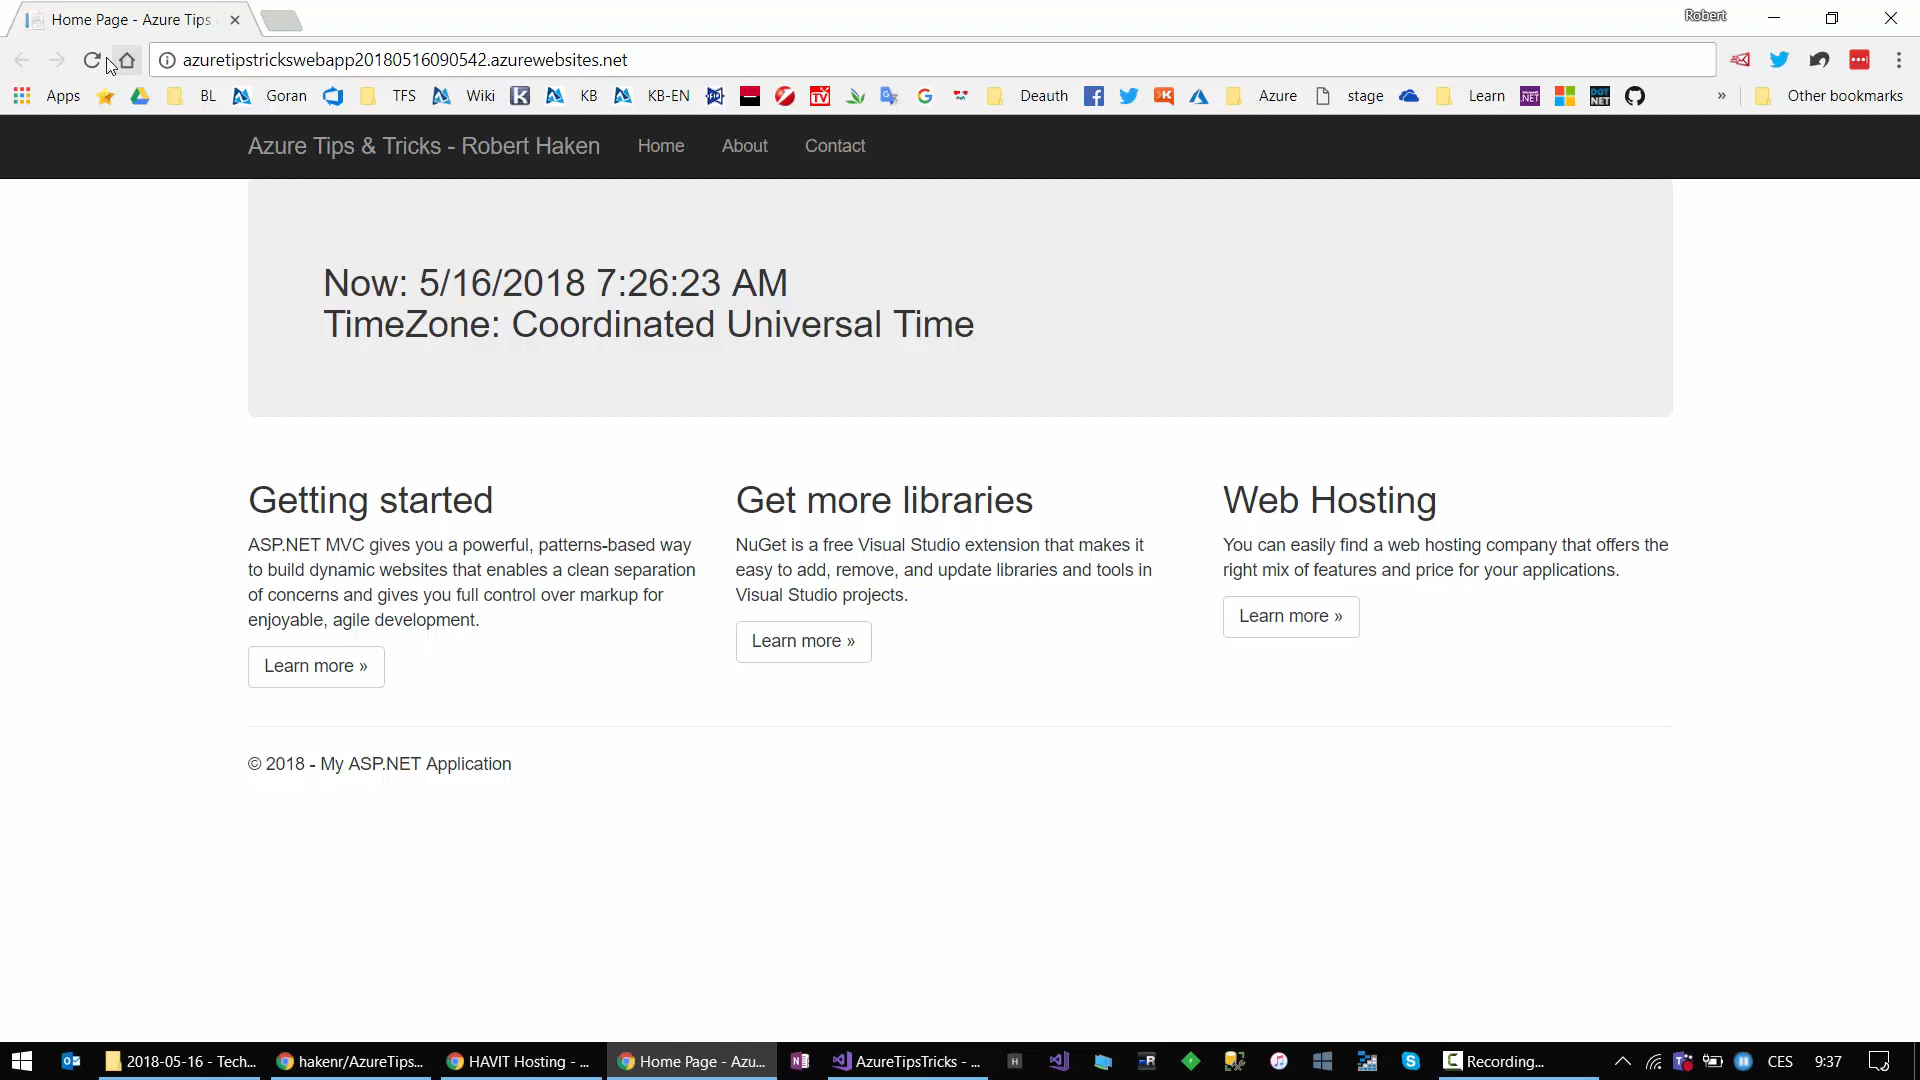 Home Page - Azure Tips
Robert
azuretipstrickswebapp20180516090542.azurewebsites.net
Apps BL Goran TFS Wiki KB KB-EN Deauth Azure stage Learn » Other bookmarks
Azure Tips & Tricks - Robert Haken Home About Contact
Now: 5/16/2018 7:26:23 AM
TimeZone: Coordinated Universal Time
Getting started
ASP.NET MVC gives you a powerful, patterns-based way
to build dynamic websites that enables a clean separation
of concerns and gives you full control over markup for
enjoyable, agile development.
Learn more »
Get more libraries
NuGet is a free Visual Studio extension that makes it
easy to add, remove, and update libraries and tools in
Visual Studio projects.
Learn more »
Web Hosting
You can easily find a web hosting company that offers the
right mix of features and price for your applications.
Learn more »
© 2018 - My ASP.NET Application
2018-05-16 - Tech... hakenr/AzureTips... HAVIT Hosting - ... Home Page - Azu... AzureTipsTricks - ... Recording... CES 9:37